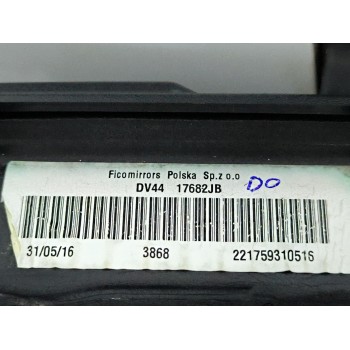 Ficomirrors Polska Sp.z o.o
DV44 17682JB DO
31/05/16 3868 221759310516